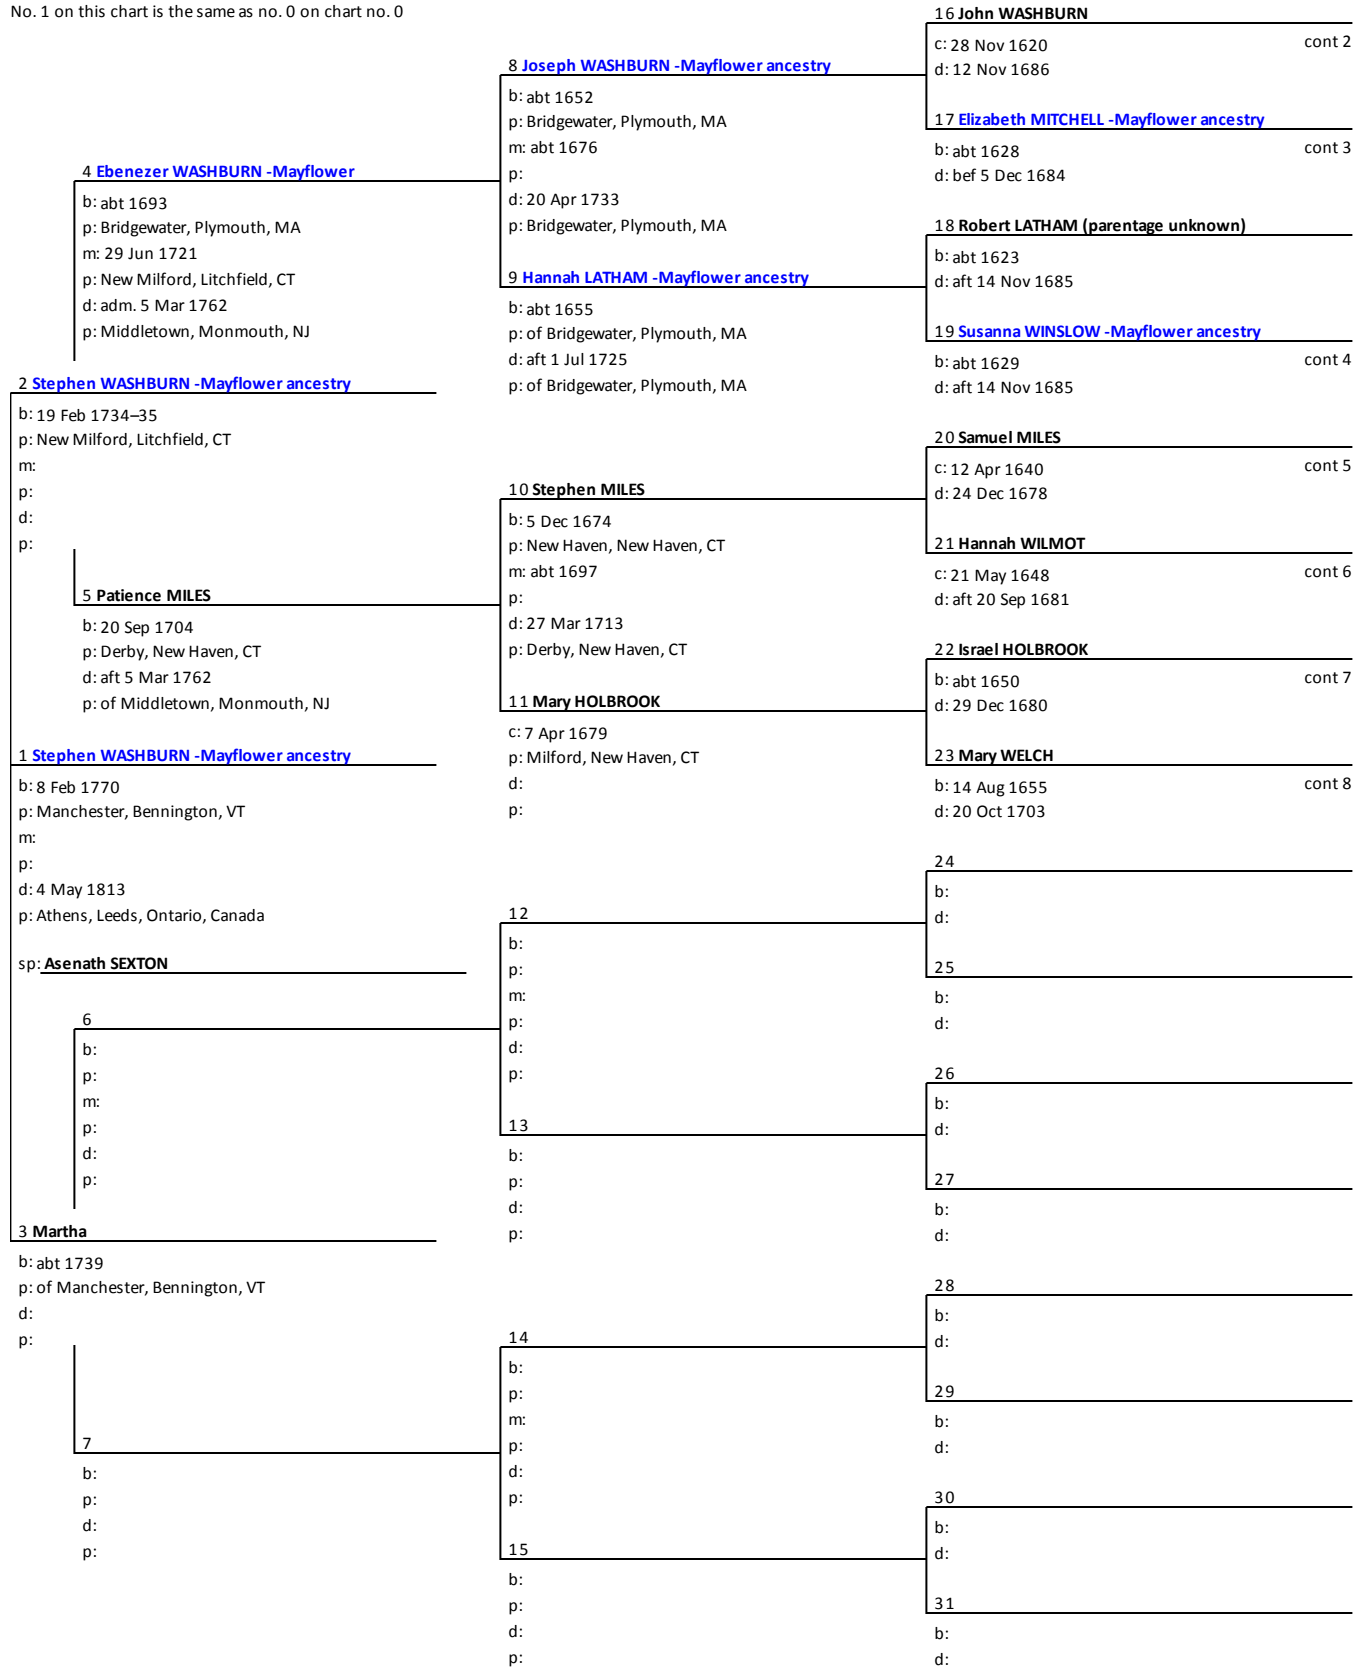 No. 1 on this chart is the same as no. 0 on chart no. 0
2 Stephen WASHBURN -Mayflower ancestry
b: 19 Feb 1734–35
p: New Milford, Litchfield, CT
m:
p:
d:
p:
1 Stephen WASHBURN -Mayflower ancestry
b: 8 Feb 1770
p: Manchester, Bennington, VT
m:
p:
d: 4 May 1813
p: Athens, Leeds, Ontario, Canada
sp: Asenath SEXTON
3 Martha
b: abt 1739
p: of Manchester, Bennington, VT
d:
p:
4 Ebenezer WASHBURN -Mayflower
b: abt 1693
p: Bridgewater, Plymouth, MA
m: 29 Jun 1721
p: New Milford, Litchfield, CT
d: adm. 5 Mar 1762
p: Middletown, Monmouth, NJ
5 Patience MILES
b: 20 Sep 1704
p: Derby, New Haven, CT
d: aft 5 Mar 1762
p: of Middletown, Monmouth, NJ
6
b:
p:
m:
p:
d:
p:
7
b:
p:
d:
p:
8 Joseph WASHBURN -Mayflower ancestry
b: abt 1652
p: Bridgewater, Plymouth, MA
m: abt 1676
p:
d: 20 Apr 1733
p: Bridgewater, Plymouth, MA
9 Hannah LATHAM -Mayflower ancestry
b: abt 1655
p: of Bridgewater, Plymouth, MA
d: aft 1 Jul 1725
p: of Bridgewater, Plymouth, MA
10 Stephen MILES
b: 5 Dec 1674
p: New Haven, New Haven, CT
m: abt 1697
p:
d: 27 Mar 1713
p: Derby, New Haven, CT
11 Mary HOLBROOK
c: 7 Apr 1679
p: Milford, New Haven, CT
d:
p:
12
b:
p:
m:
p:
d:
p:
13
b:
p:
d:
p:
14
b:
p:
m:
p:
d:
p:
15
b:
p:
d:
p:
16 John WASHBURN
c: 28 Nov 1620 cont 2
d: 12 Nov 1686
17 Elizabeth MITCHELL -Mayflower ancestry
b: abt 1628 cont 3
d: bef 5 Dec 1684
18 Robert LATHAM (parentage unknown)
b: abt 1623
d: aft 14 Nov 1685
19 Susanna WINSLOW -Mayflower ancestry
b: abt 1629 cont 4
d: aft 14 Nov 1685
20 Samuel MILES
c: 12 Apr 1640 cont 5
d: 24 Dec 1678
21 Hannah WILMOT
c: 21 May 1648 cont 6
d: aft 20 Sep 1681
22 Israel HOLBROOK
b: abt 1650 cont 7
d: 29 Dec 1680
23 Mary WELCH
b: 14 Aug 1655 cont 8
d: 20 Oct 1703
24
b:
d:
25
b:
d:
26
b:
d:
27
b:
d:
28
b:
d:
29
b:
d:
30
b:
d:
31
b:
d: